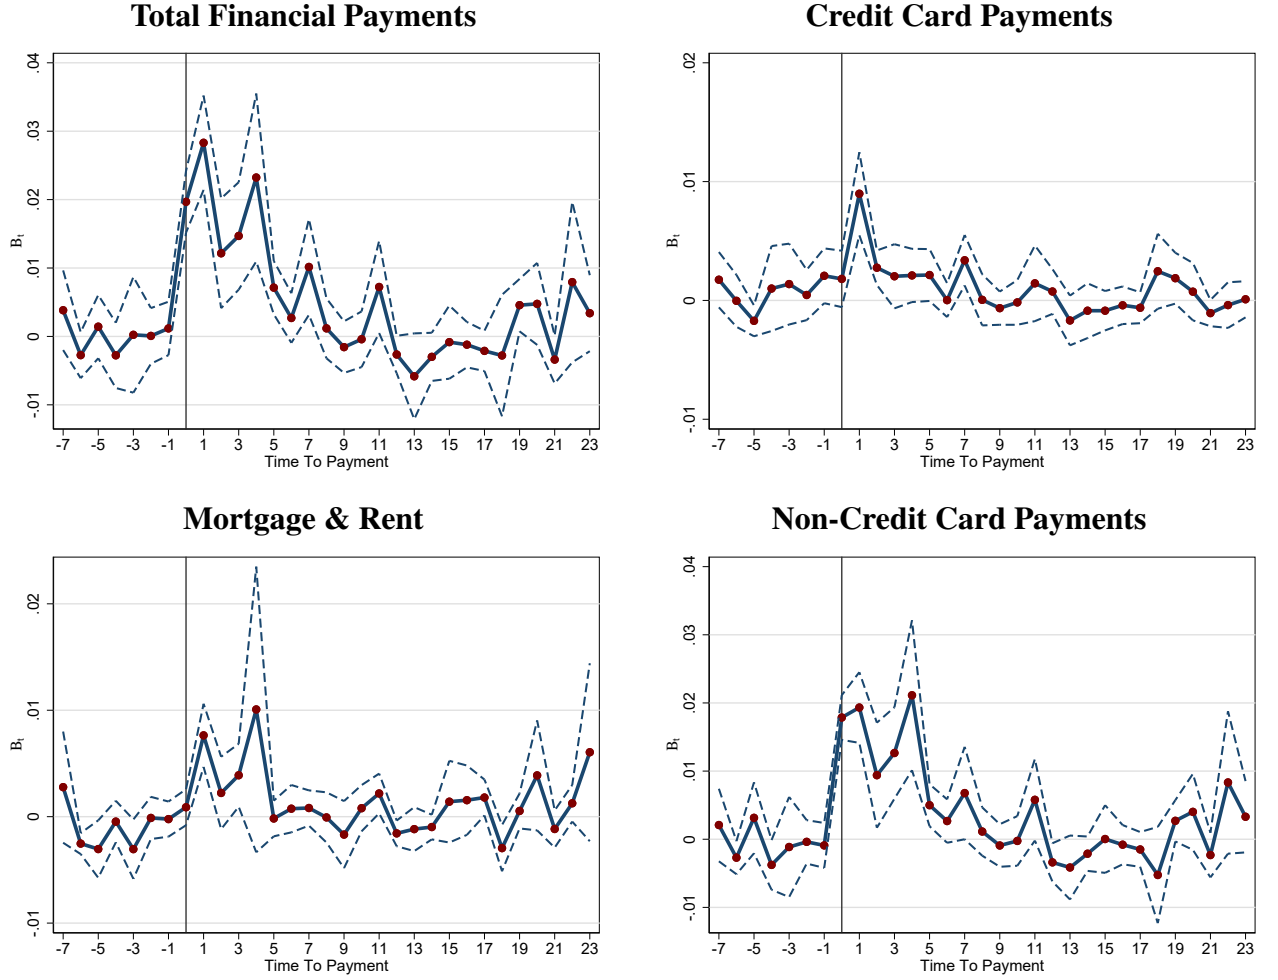 Total Financial Payments
.04
.03
.02
.01
0
-.01
Bt
-7 -5 -3 -1 1 3 5 7 9 11 13 15 17 19 21 23
Time To Payment
Credit Card Payments
.02
.01
0
-.01
Bt
-7 -5 -3 -1 1 3 5 7 9 11 13 15 17 19 21 23
Time To Payment
Mortgage & Rent
.02
.01
0
-.01
Bt
-7 -5 -3 -1 1 3 5 7 9 11 13 15 17 19 21 23
Time To Payment
Non-Credit Card Payments
.04
.03
.02
.01
0
-.01
Bt
-7 -5 -3 -1 1 3 5 7 9 11 13 15 17 19 21 23
Time To Payment